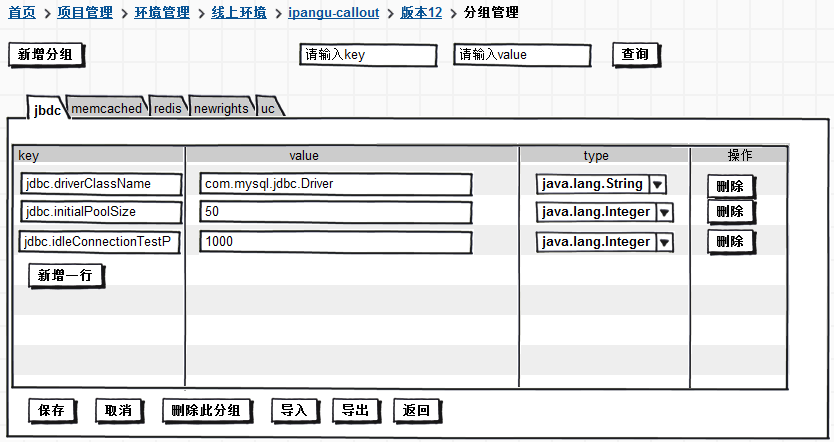 首页 > 项目管理 > 环境管理 > 线上环境 > ipangu-callout > 版本12 > 分组管理
新增分组 请输入key 请输入value 查询
jbdc memcached redis newrights uc
key value type 操作
jdbc.driverClassName com.mysql.jdbc.Driver java.lang.String 删除
jdbc.initialPoolSize 50 java.lang.Integer 删除
jdbc.idleConnectionTestP 1000 java.lang.Integer 删除
新增一行
保存 取消 删除此分组 导入 导出 返回